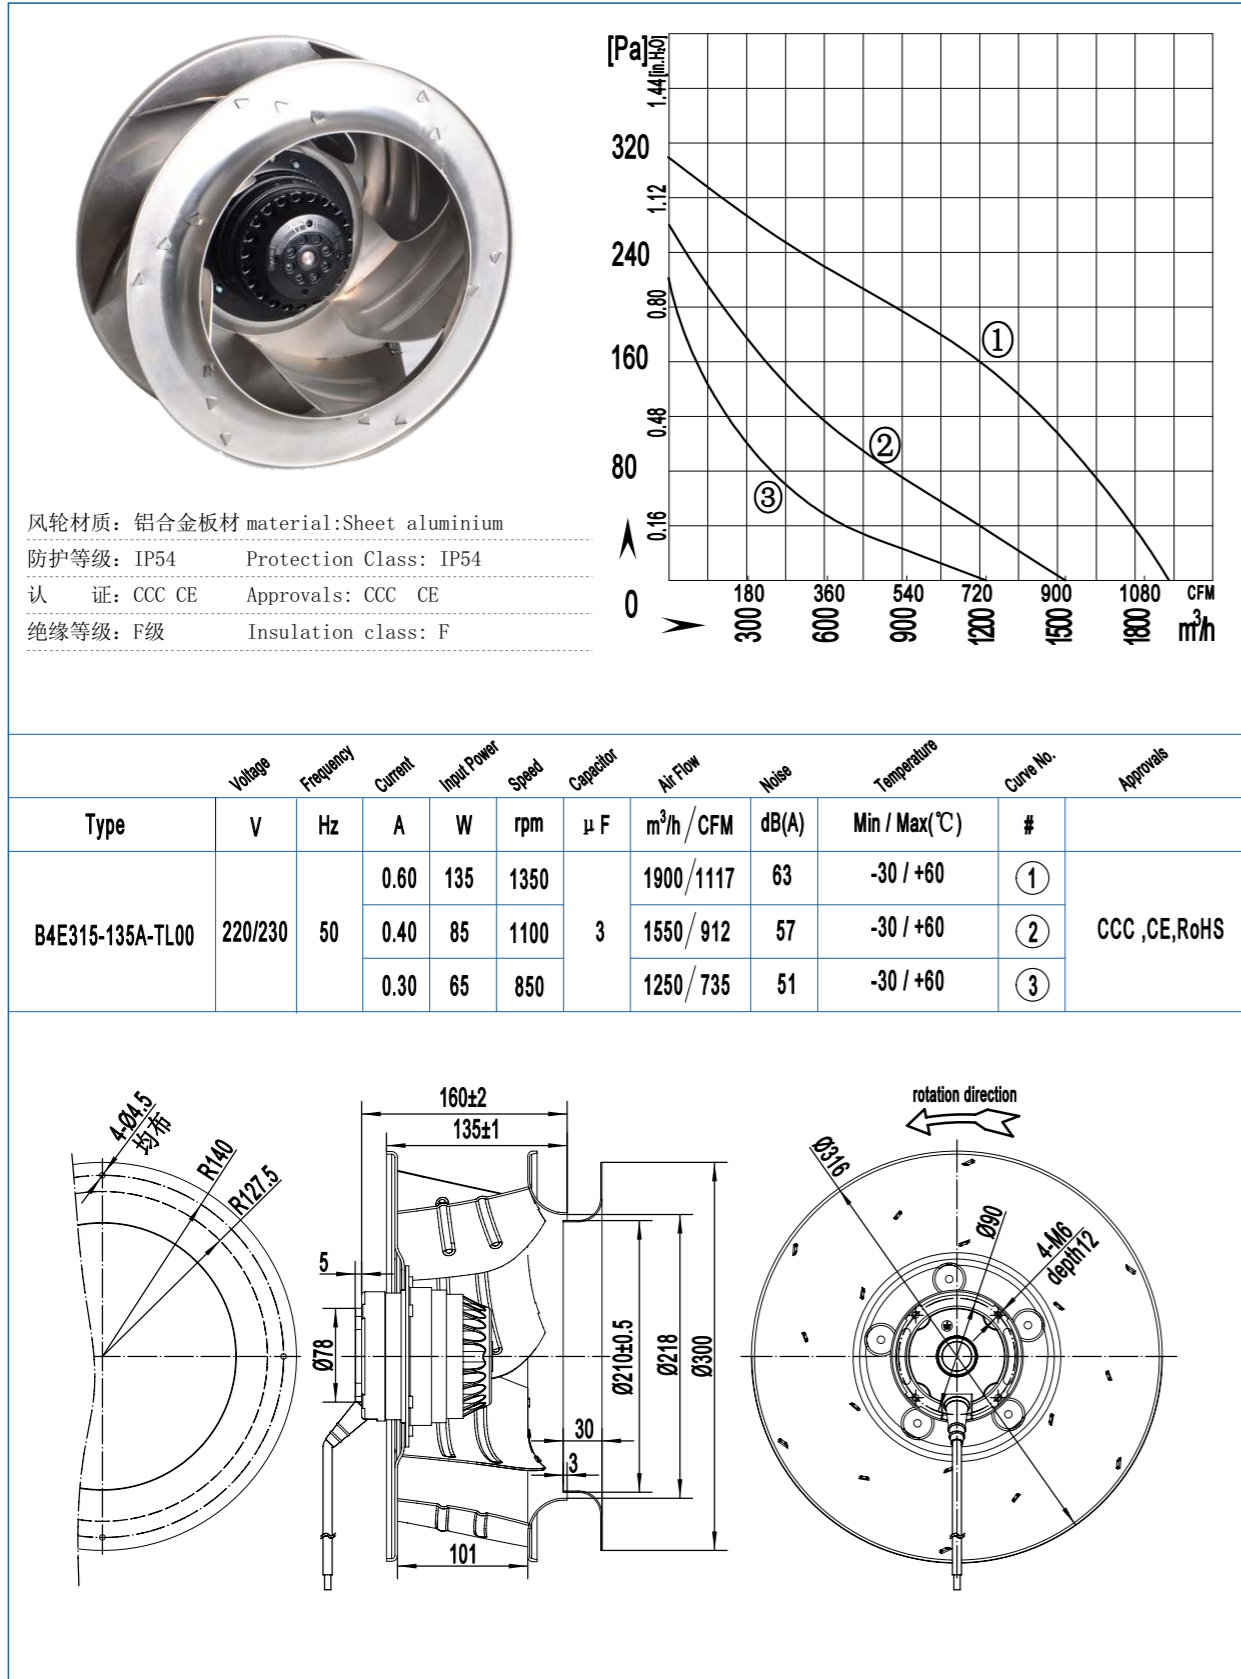 [Pa]
[in.H₂O]
1.44
320
1.12
240
0.80
160
0.48
80
0.16
0
①
②
③
180 360 540 720 900 1080 CFM
300 600 900 1200 1500 1800 m³/h
风轮材质：铝合金板材 material:Sheet aluminium
防护等级：IP54 Protection Class: IP54
认 证：CCC CE Approvals: CCC CE
绝缘等级：F级 Insulation class: F
Voltage Frequency Current Input Power Speed Capacitor Air Flow Noise Temperature Curve No. Approvals
Type V Hz A W rpm μF m³/h/CFM dB(A) Min / Max(℃) #
0.60 135 1350 1900/1117 63 -30 / +60 ①
B4E315-135A-TL00 220/230 50 0.40 85 1100 3 1550/912 57 -30 / +60 ② CCC ,CE,RoHS
0.30 65 850 1250/735 51 -30 / +60 ③
4-Ø4.5
均布
R140
R127.5
160±2
135±1
5
Ø78
Ø210±0.5
Ø218
Ø300
30
3
101
rotation direction
Ø316
Ø90
4-M6
depth12